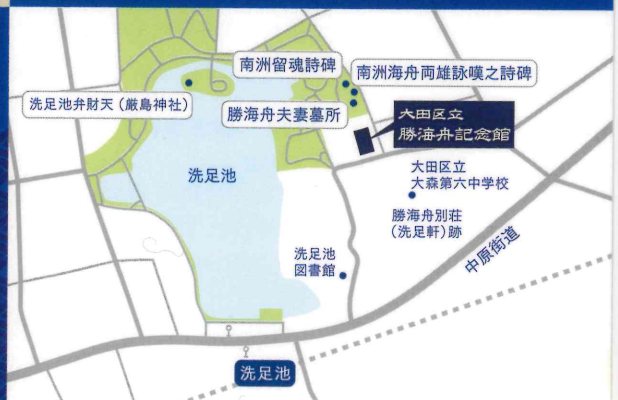 南洲留魂詩碑
南洲海舟両雄詠嘆之詩碑
洗足池弁財天（厳島神社）
勝海舟夫妻墓所
大田区立
勝海舟記念館
洗足池
大田区立
大森第六中学校
勝海舟別荘
（洗足軒）跡
中原街道
洗足池
図書館
洗足池